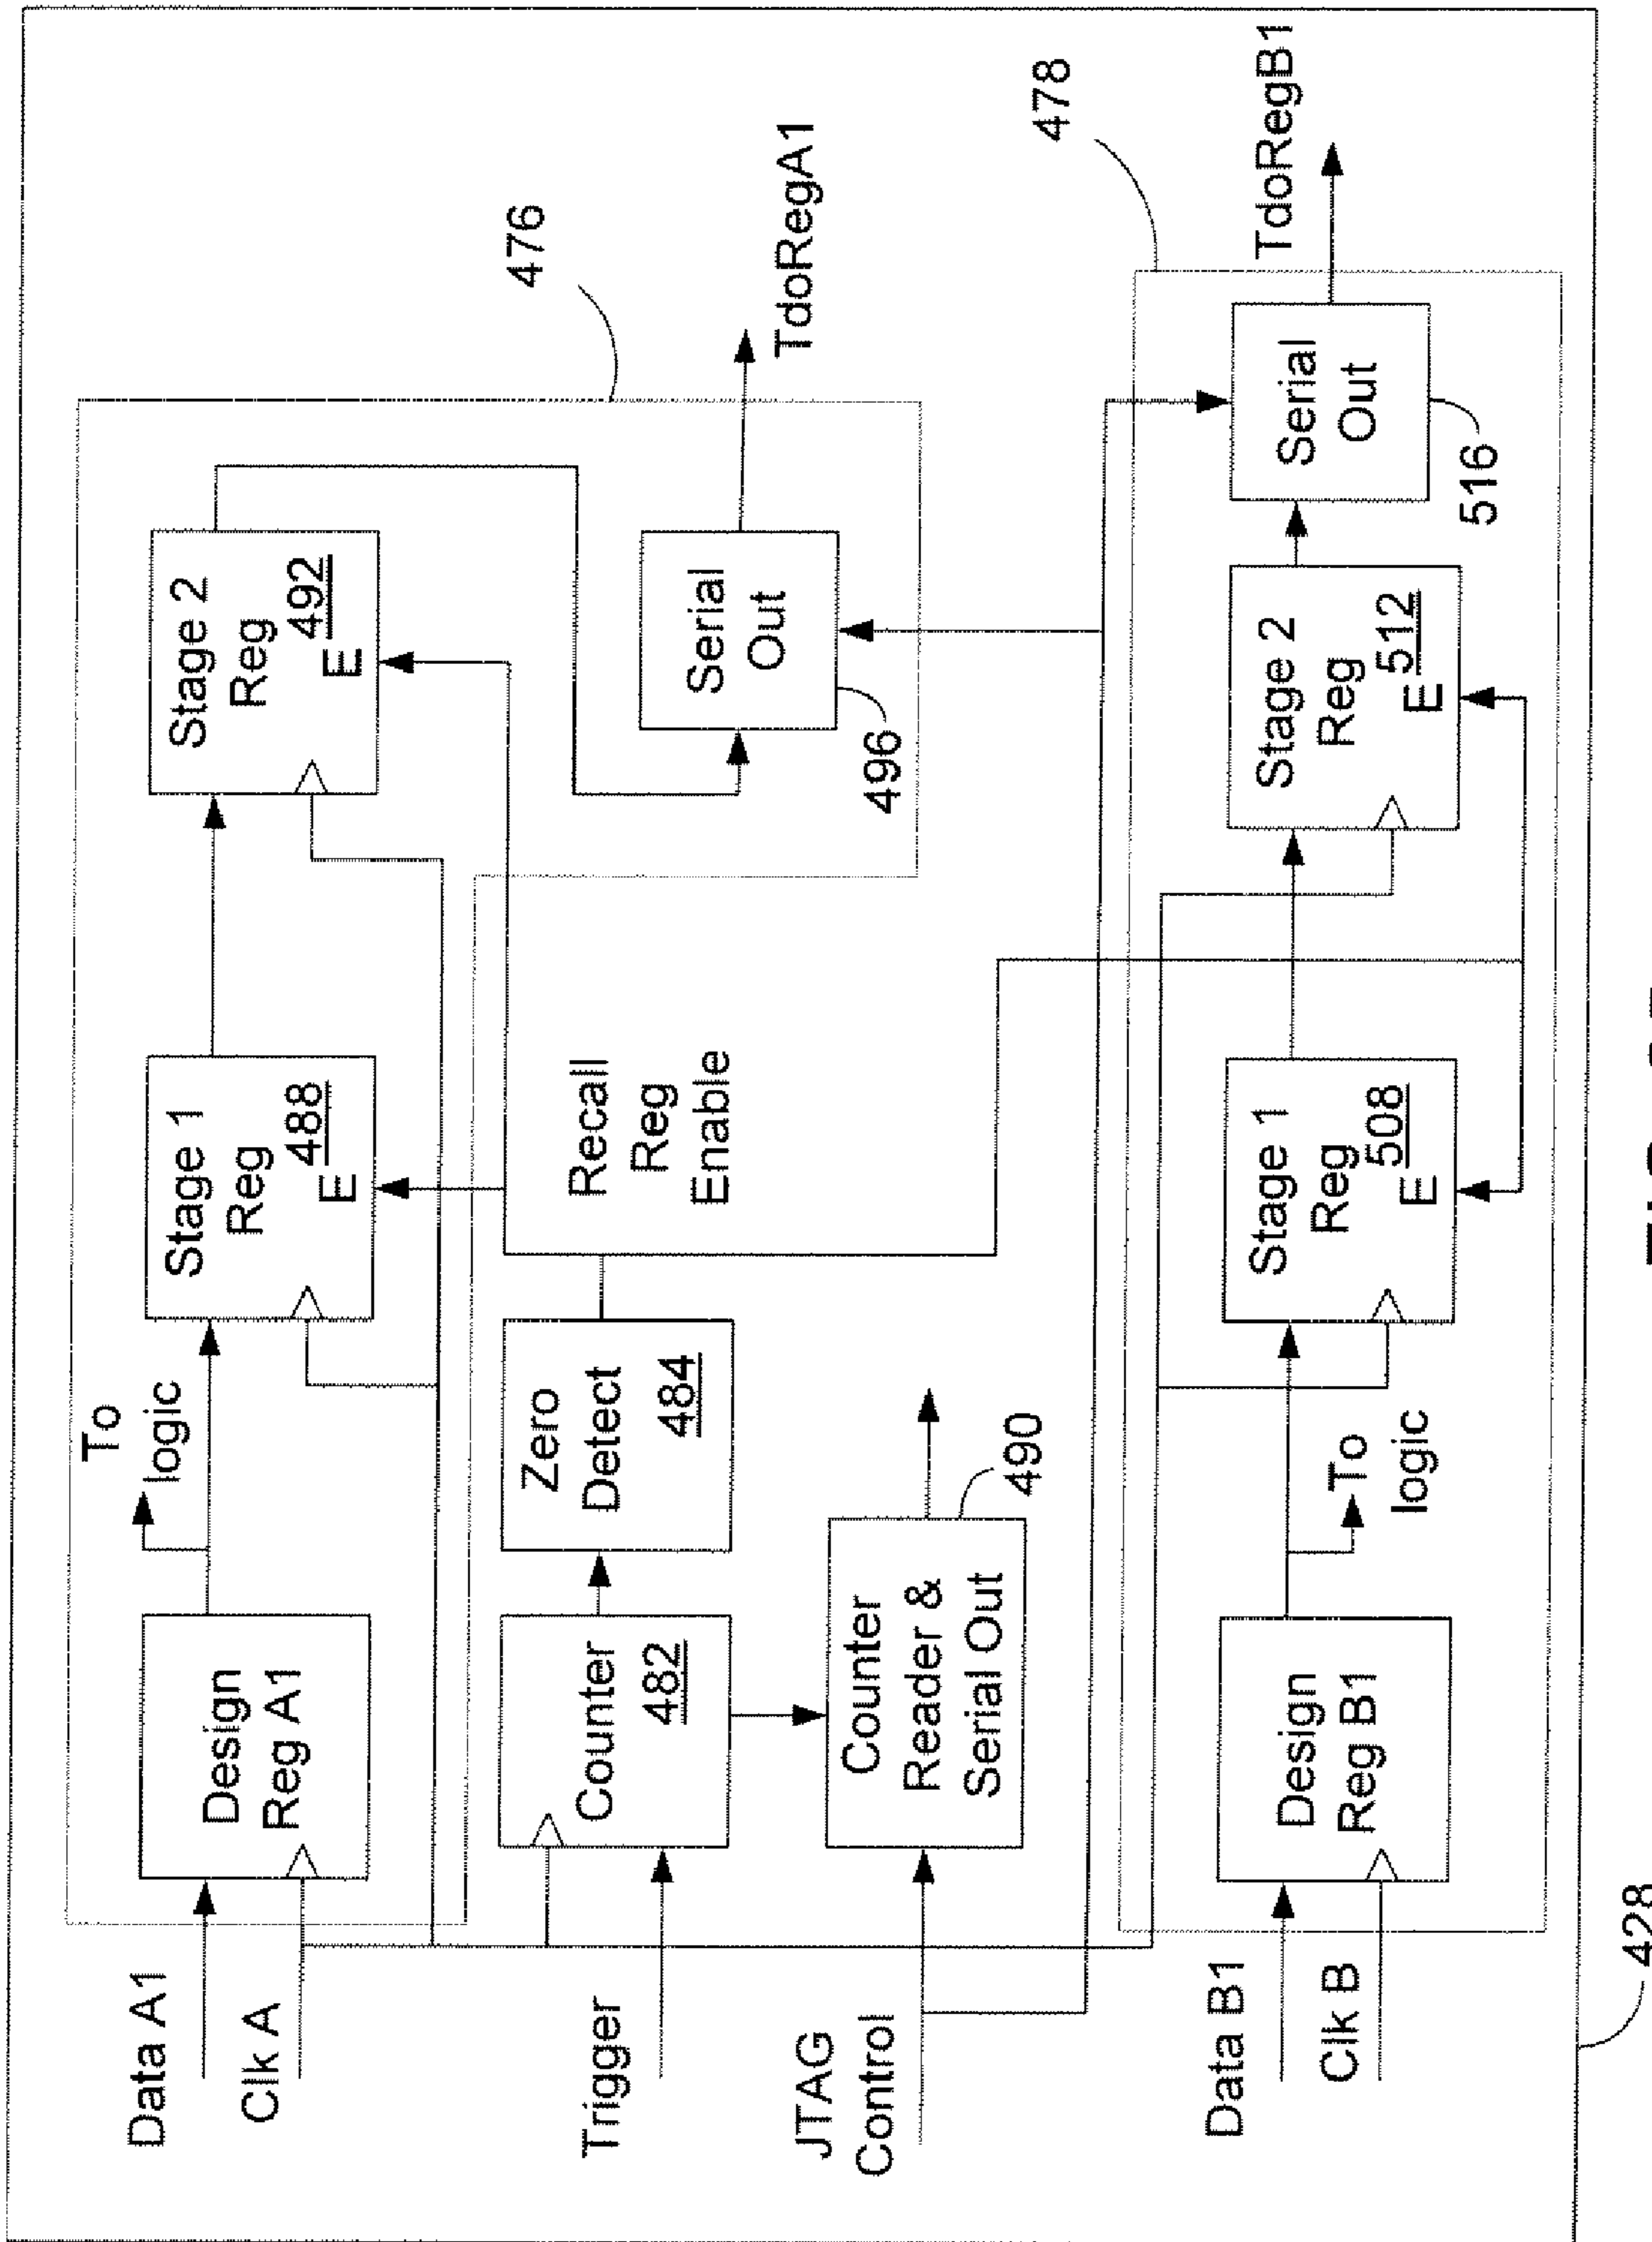 Data A1
Clk A
Design
Reg A1
To
logic
Stage 1
Reg
488
E
Stage 2
Reg
492
E
476
Trigger
Counter
482
Zero
Detect
484
Recall
Reg
Enable
Serial
Out
496
TdoRegA1
JTAG
Control
Counter
Reader &
Serial Out
490
Data B1
Clk B
Design
Reg B1
To
logic
Stage 1
Reg
508
E
Stage 2
Reg
512
E
Serial
Out
516
478
TdoRegB1
428